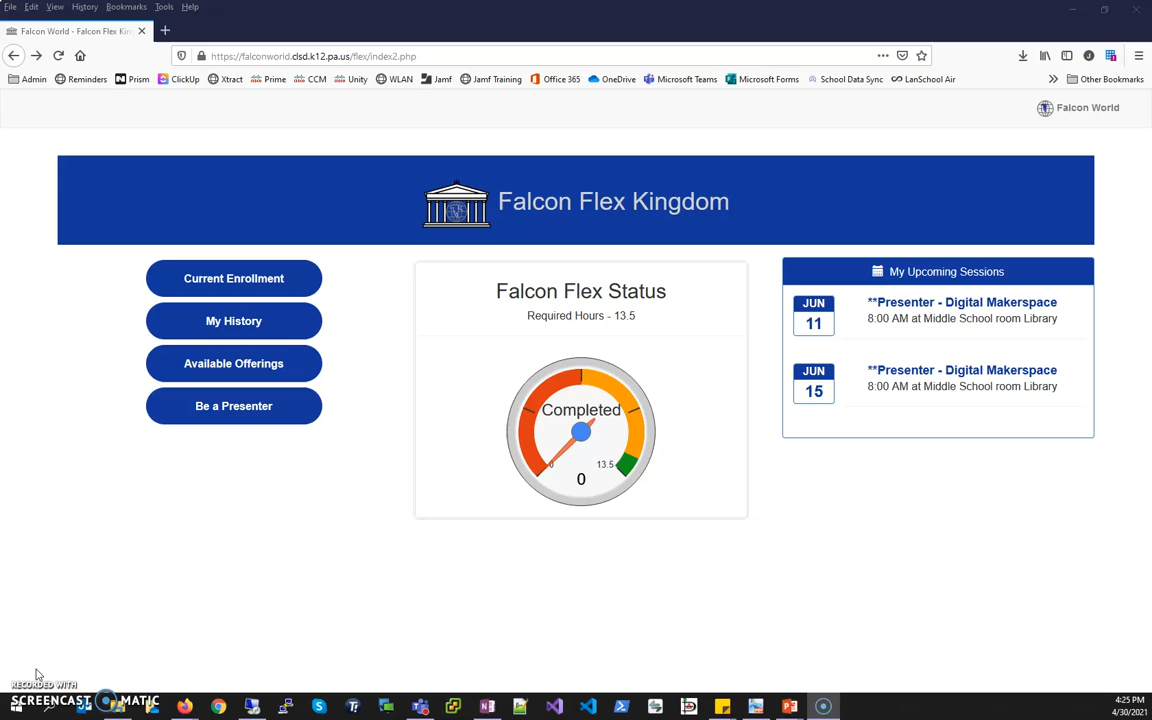 File Edit View History Bookmarks Tools Help
Falcon World - Falcon Flex Kin
https://falconworld.clsd.k12.pa.us/flex/index2.php
Admin Reminders Prism ClickUp Xtract Prime CCM Unity WLAN Jamf Jamf Training Office 365 OneDrive Microsoft Teams Microsoft Forms School Data Sync LanSchool Air Other Bookmarks
Falcon World
Falcon Flex Kingdom
Current Enrollment
My History
Available Offerings
Be a Presenter
Falcon Flex Status
Required Hours - 13.5
Completed
0 13.5
0
My Upcoming Sessions
JUN
11
**Presenter - Digital Makerspace
8:00 AM at Middle School room Library
JUN
15
**Presenter - Digital Makerspace
8:00 AM at Middle School room Library
RECORDED WITH
SCREENCAST MATIC
4:25 PM
4/30/2021